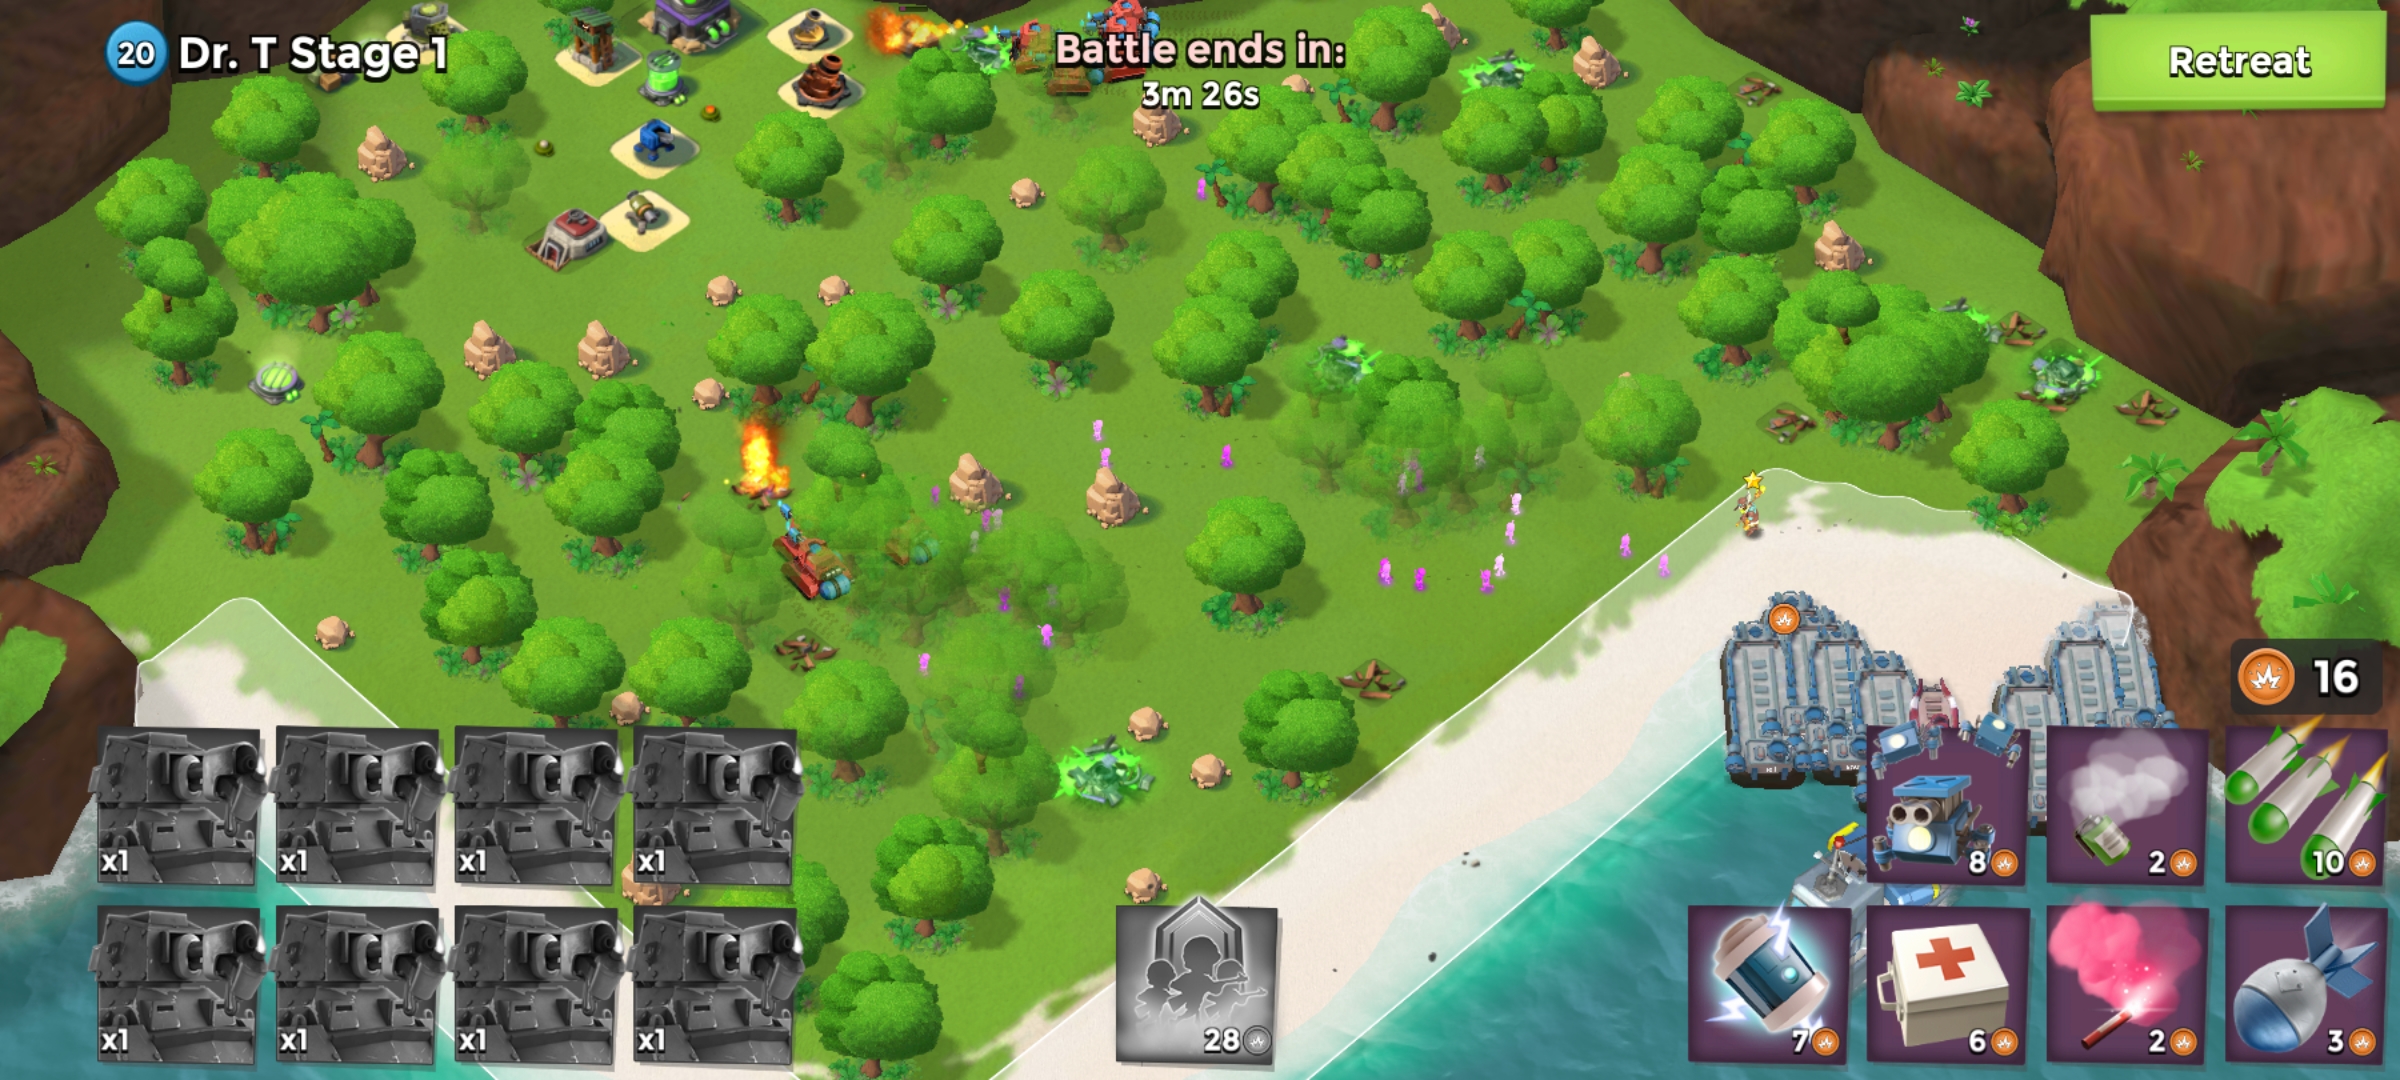 20 Dr. T Stage 1
Battle ends in:
3m 26s
Retreat
16
x1 x1 x1 x1
8 2 10
x1 x1 x1 x1
28
7 6 2 3